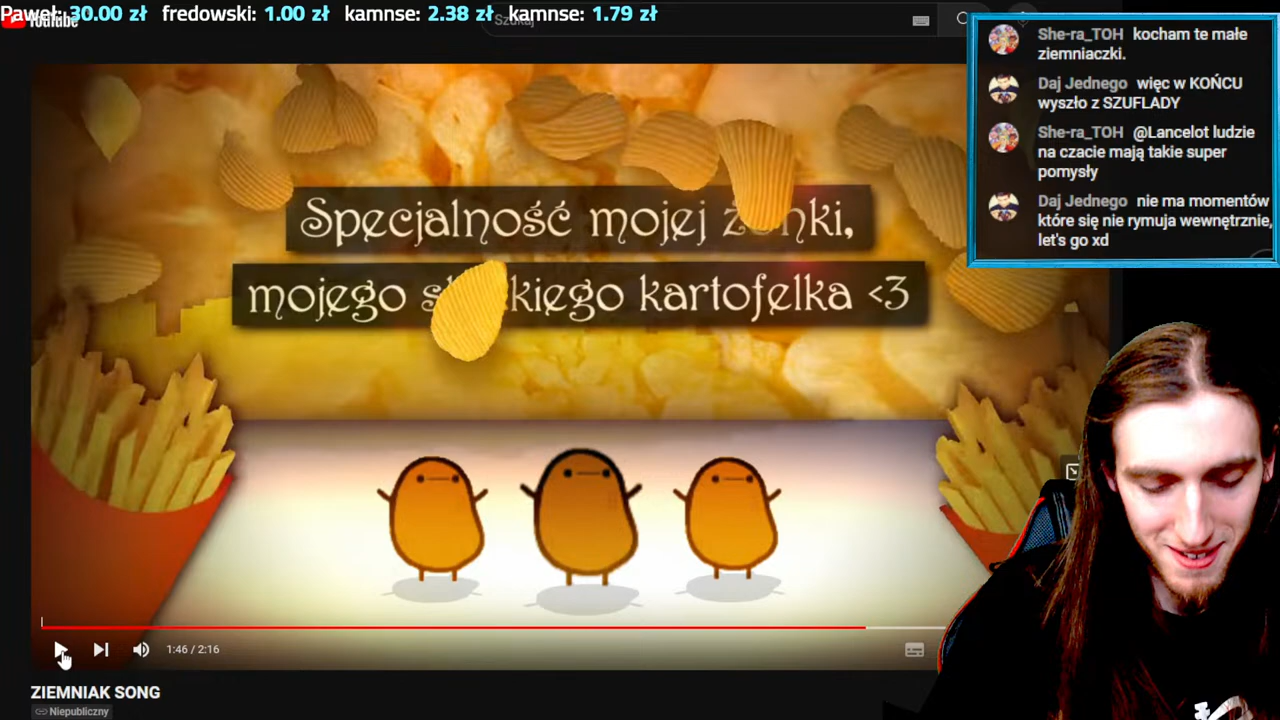 Paweł: 30.00 zł fredowski: 1.00 zł kamnse: 2.38 zł kamnse: 1.79 zł
YouTube
Szukaj
She-ra_TOH kocham te małe
ziemniaczki.
Daj Jednego więc w KOŃCU
wyszło z SZUFLADY
She-ra_TOH @Lancelot ludzie
na czacie mają takie super
pomysły
Daj Jednego nie ma momentów
które się nie rymuja wewnętrznie,
let's go xd
Specjalność mojej
mojego kartofelka <3
1:46 / 2:16
ZIEMNIAK SONG
Niepubliczny